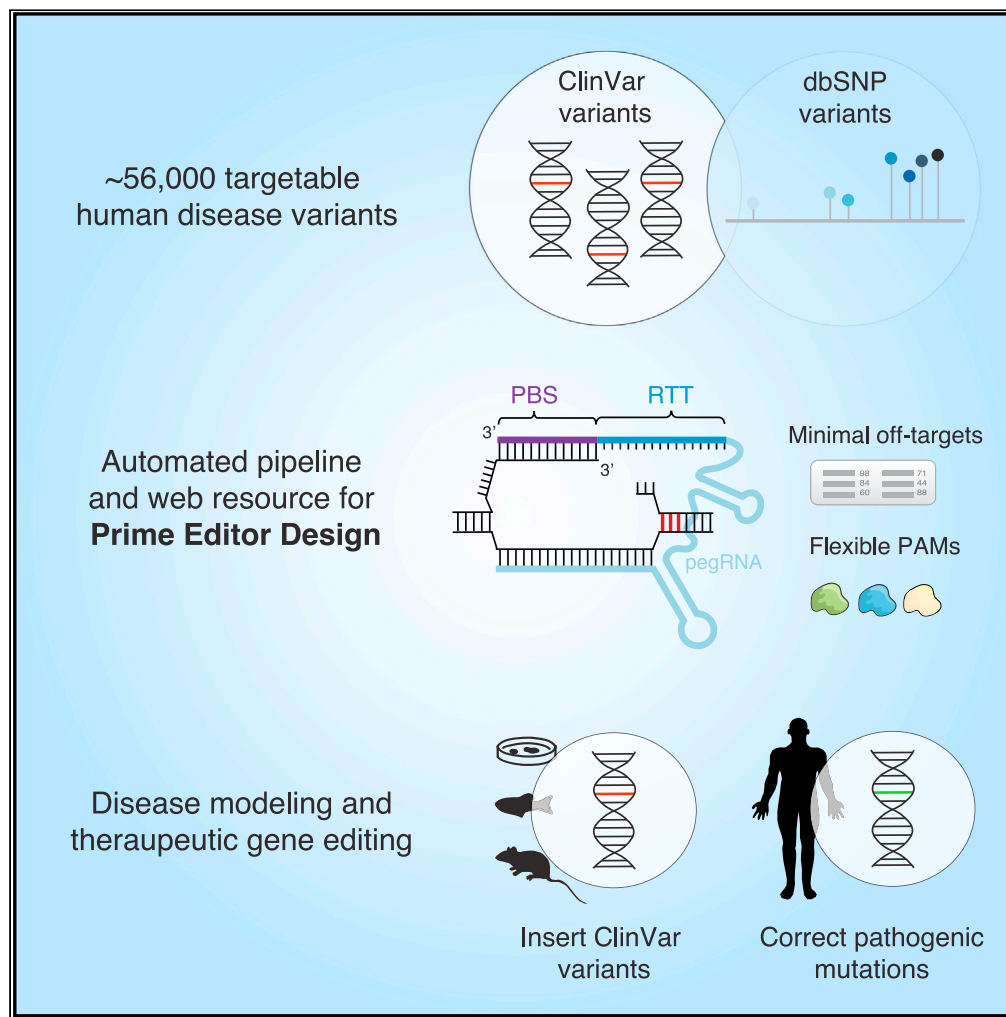 ClinVar
variants
dbSNP
variants
~56,000 targetable
human disease variants
PBS
RTT
3’
3’
Minimal off-targets
98
84
60
71
44
88
Automated pipeline
and web resource for
Prime Editor Design
pegRNA
Flexible PAMs
Disease modeling and
theraupeutic gene editing
Insert ClinVar
variants
Correct pathogenic
mutations